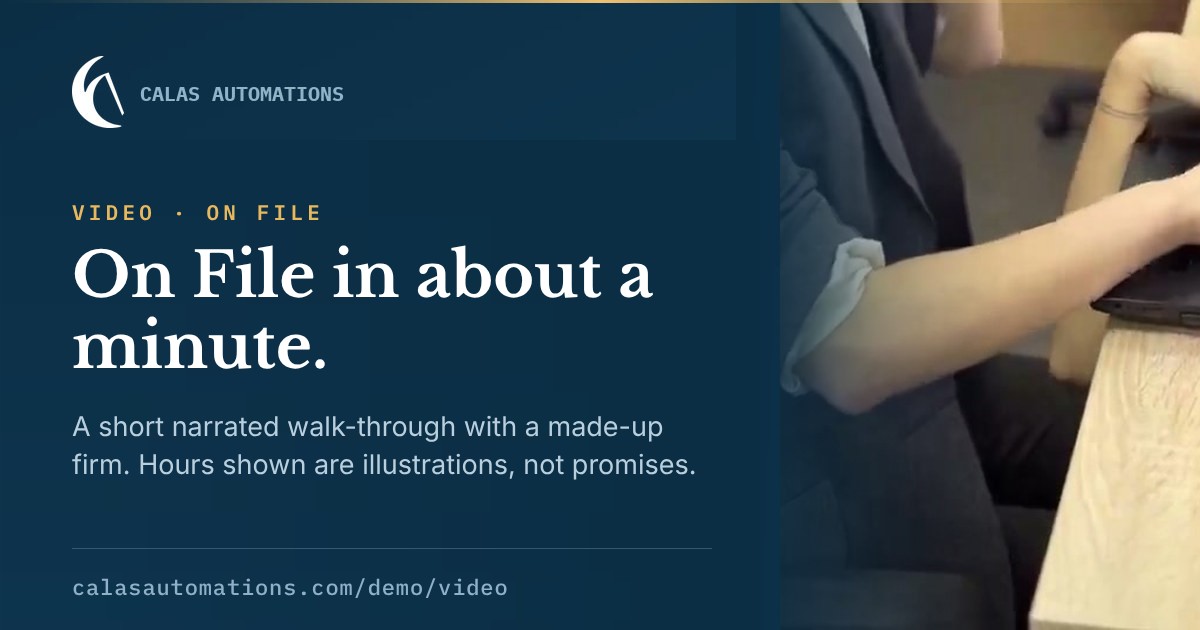 CALAS AUTOMATIONS
VIDEO · ON FILE
On File in about a
minute.
A short narrated walk-through with a made-up
firm. Hours shown are illustrations, not promises.
calasautomations.com/demo/video